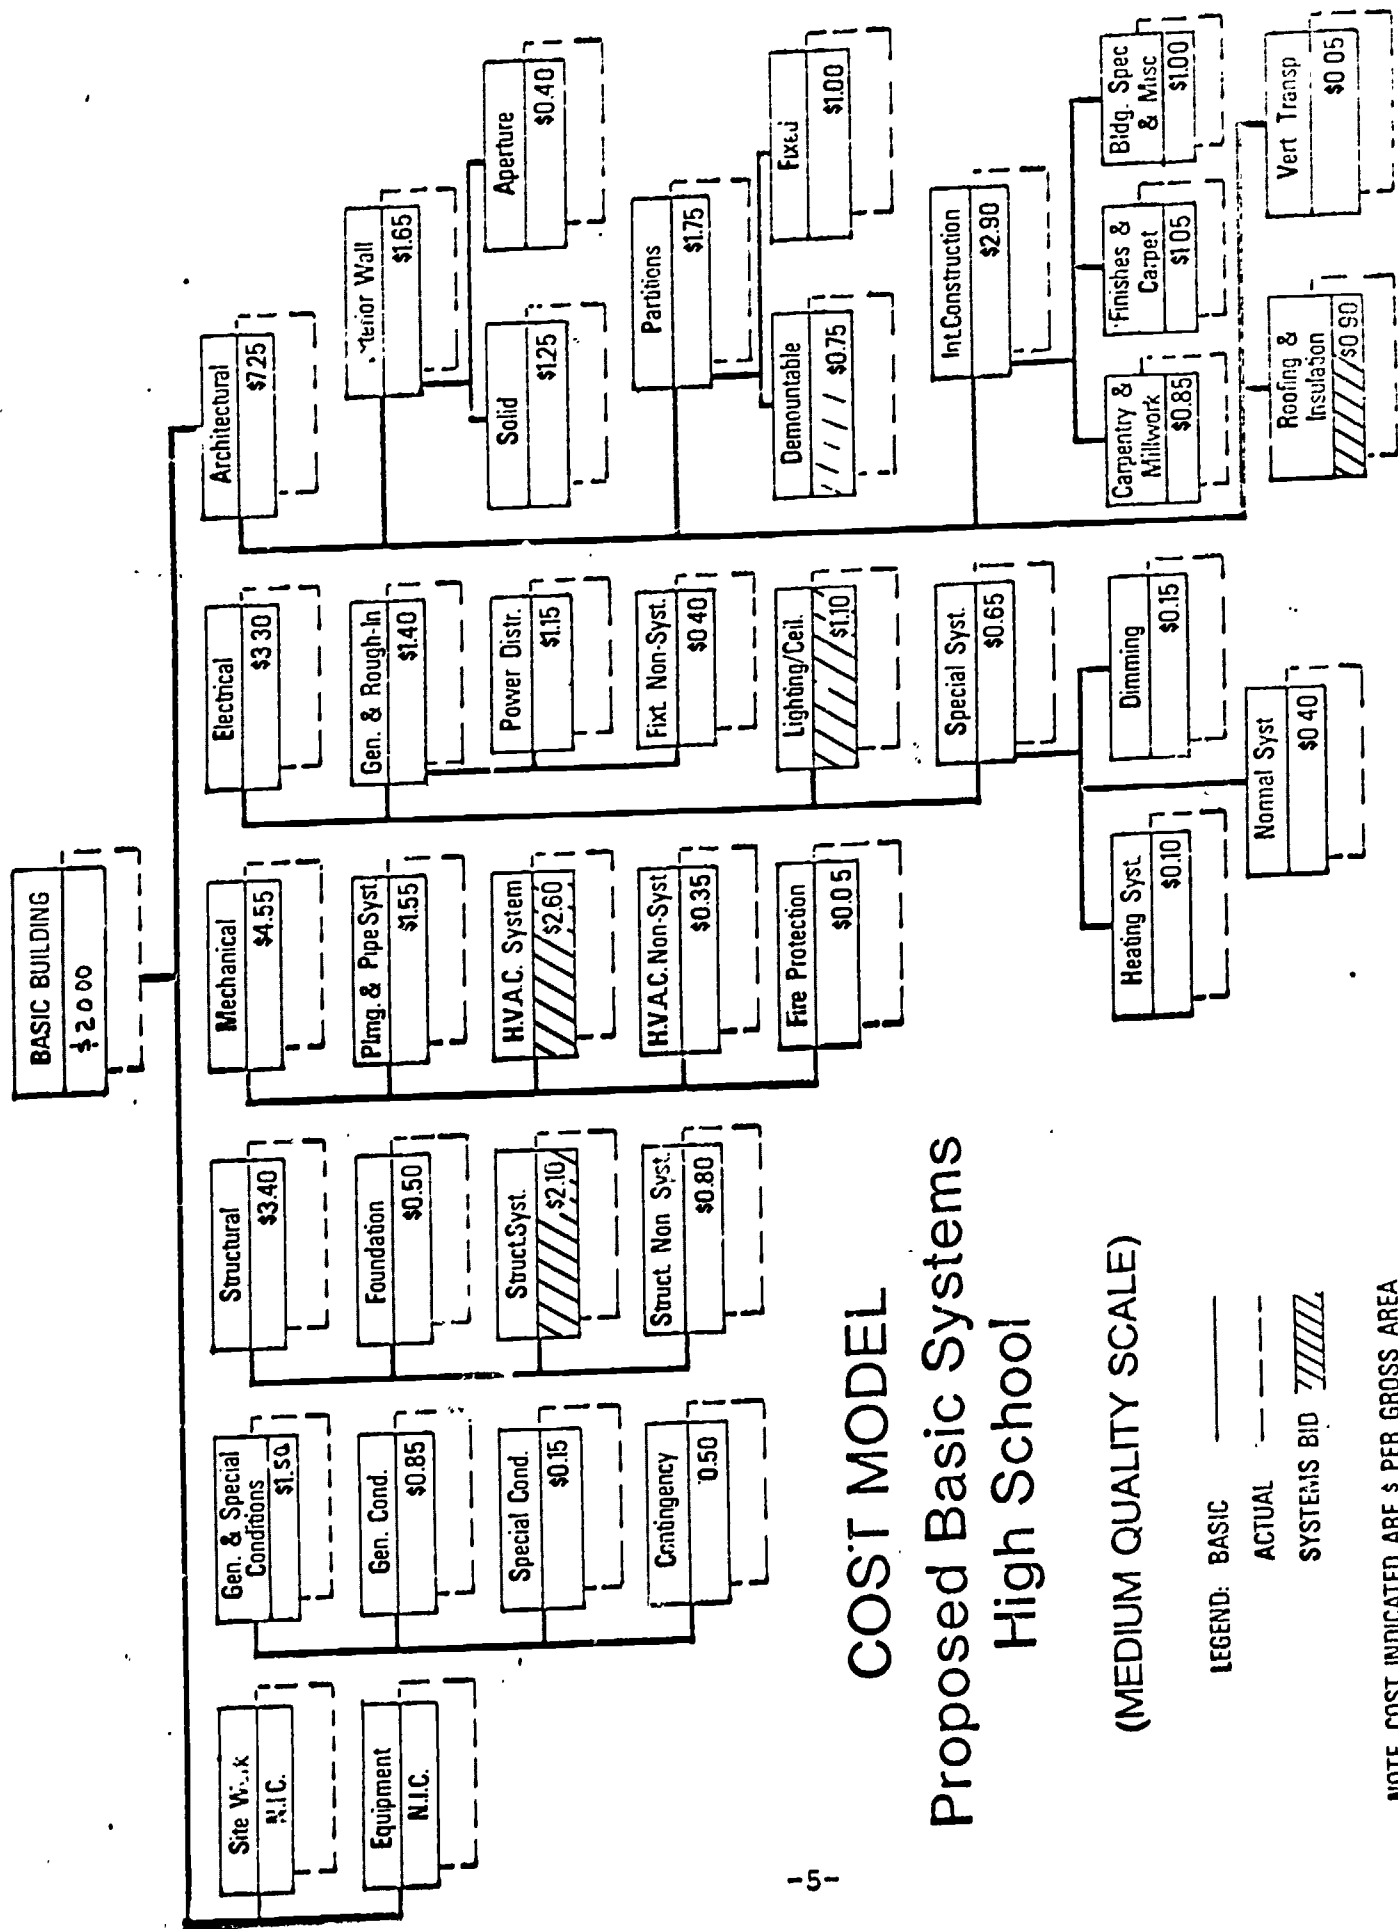 BASIC BUILDING
$20 00
Site
N.I.C.
Equipment
N.I.C.
Gen. & Special
Conditions
$1.50
Gen. Cond.
$0.85
Special Cond.
$0.15
Contingency
0.50
Structural
$3.40
Foundation
$0.50
Struct.Syst.
$2.10
Struct. Non Syst.
$0.80
Mechanical
$4.55
Plmg. & Pipe Syst.
$1.55
H.V.A.C. System
$2.60
H.V.A.C. Non-Syst
$0.35
Fire Protection
$0.05
Electrical
$3 30
Gen. & Rough-In
$1.40
Power Distr.
$1.15
Fixt. Non-Syst.
$0 40
Lighting/Ceil.
$1.10
Special Syst.
$0.65
Heating Syst.
$0.10
Dimming
$0.15
Normal Syst
$0 40
Architectural
$7.25
Wall
$1.65
Solid
$1.25
Aperture
$0.40
Partitions
$1.75
Demountable
$0.75
Fixed
$1.00
Int.Construction
$2.90
Carpentry &
Millwork
$0.85
Finishes &
Carpet
$1 05
Bldg. Spec
& Misc
$1.00
Roofing &
Insulation
$0 90
Vert Transp
$0 05
COST MODEL
Proposed Basic Systems
High School
(MEDIUM QUALITY SCALE)
LEGEND: BASIC
ACTUAL
SYSTEMS BID
NOTE COST INDICATED ARE $ PER GROSS AREA
-5-